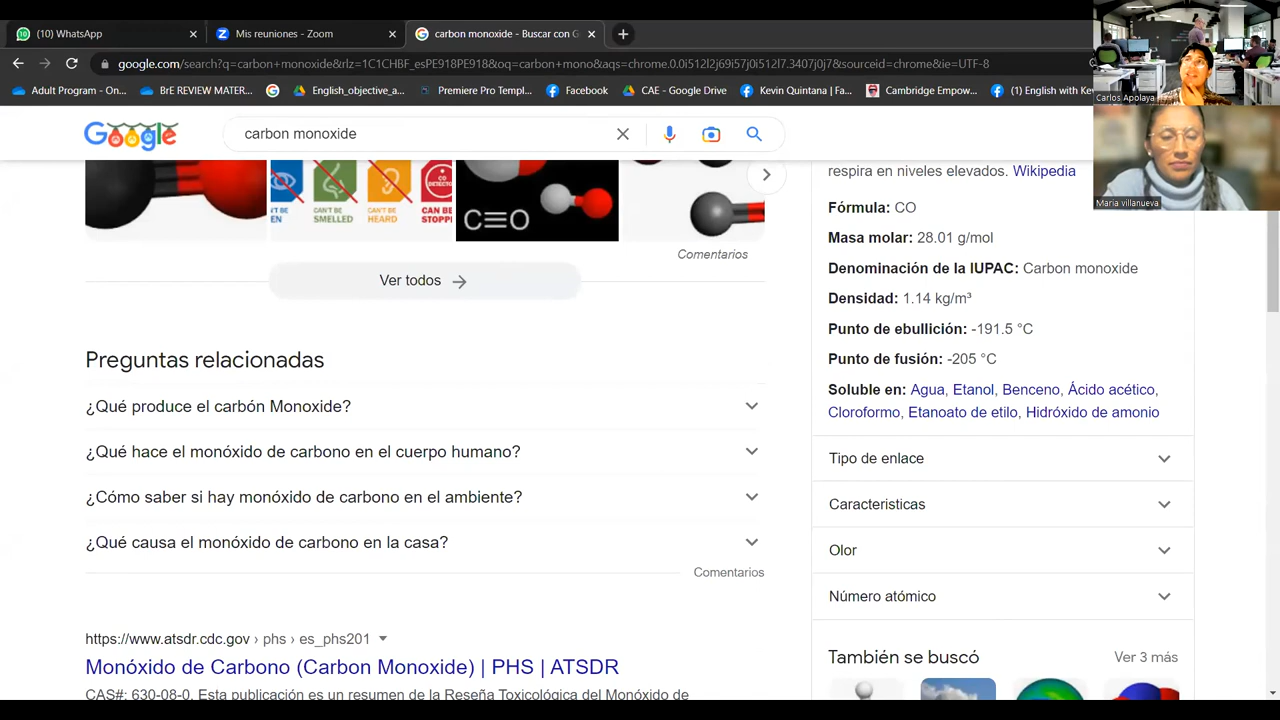 (10) WhatsApp
Mis reuniones - Zoom
carbon monoxide - Buscar con G
google.com/search?q=carbon+monoxide&rlz=1C1CHBF_esPE918PE918&oq=carbon+mono&aqs=chrome.0.0i512l2j69i57j0i512l7.3407j0j7&sourceid=chrome&ie=UTF-8
Adult Program - On...
BrE REVIEW MATER...
English_objective_a...
Premiere Pro Templ...
Facebook
CAE - Google Drive
Kevin Quintana | Fa...
Cambridge Empow...
(1) English with Ke
Carlos Apolaya
Maria villanueva
Google
carbon monoxide
CAN'T BE SMELLED
CAN'T BE HEARD
CO DETECTOR
CAN BE
C≡O
Comentarios
Ver todos
Preguntas relacionadas
¿Qué produce el carbón Monoxide?
¿Qué hace el monóxido de carbono en el cuerpo humano?
¿Cómo saber si hay monóxido de carbono en el ambiente?
¿Qué causa el monóxido de carbono en la casa?
Comentarios
https://www.atsdr.cdc.gov › phs › es_phs201
Monóxido de Carbono (Carbon Monoxide) | PHS | ATSDR
CAS#: 630-08-0. Esta publicación es un resumen de la Reseña Toxicológica del Monóxido de
respira en niveles elevados. Wikipedia
Fórmula: CO
Masa molar: 28.01 g/mol
Denominación de la IUPAC: Carbon monoxide
Densidad: 1.14 kg/m³
Punto de ebullición: -191.5 °C
Punto de fusión: -205 °C
Soluble en: Agua, Etanol, Benceno, Ácido acético,
Cloroformo, Etanoato de etilo, Hidróxido de amonio
Tipo de enlace
Caracteristicas
Olor
Número atómico
También se buscó
Ver 3 más